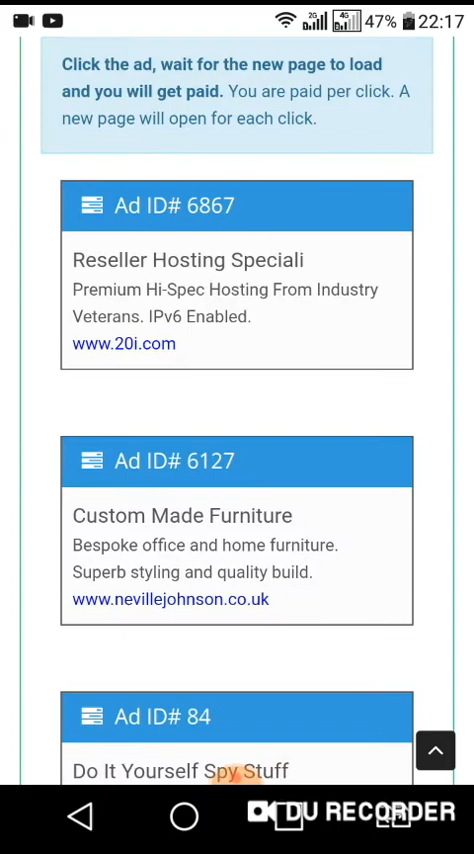 2G 4G 47% 22:17
Click the ad, wait for the new page to load
and you will get paid. You are paid per click. A
new page will open for each click.
Ad ID# 6867
Reseller Hosting Speciali
Premium Hi-Spec Hosting From Industry
Veterans. IPv6 Enabled.
www.20i.com
Ad ID# 6127
Custom Made Furniture
Bespoke office and home furniture.
Superb styling and quality build.
www.nevillejohnson.co.uk
Ad ID# 84
Do It Yourself Spy Stuff
DU RECORDER